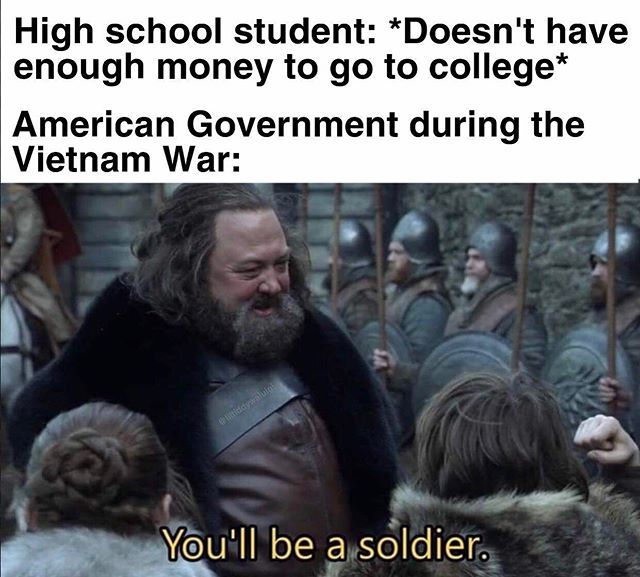 High school student: *Doesn't have
enough money to go to college*
American Government during the
Vietnam War:
You'll be a soldier.